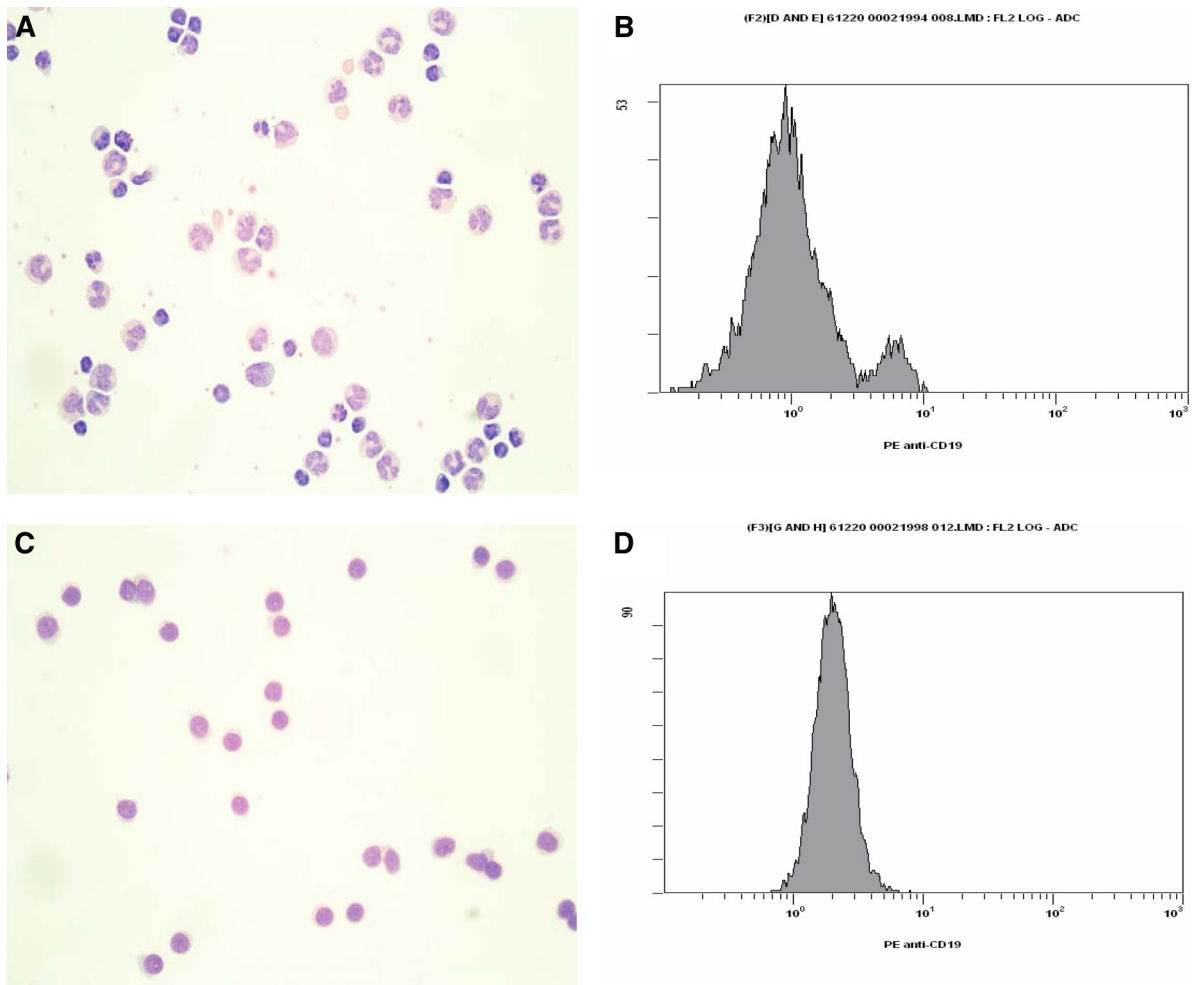 A
B
(F2)[D AND E] 61220 00021994 008.LMD : FL2 LOG - ADC
53
10⁰ 10¹ 10² 10³
PE anti-CD19
C
D
(F3)[G AND H] 61220 00021998 012.LMD : FL2 LOG - ADC
90
10⁰ 10¹ 10² 10³
PE anti-CD19